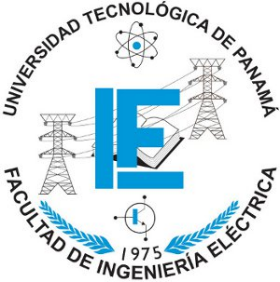 UNIVERSIDAD TECNOLÓGICA DE PANAMÁ
IE
1975
FACULTAD DE INGENIERÍA ELÉCTRICA